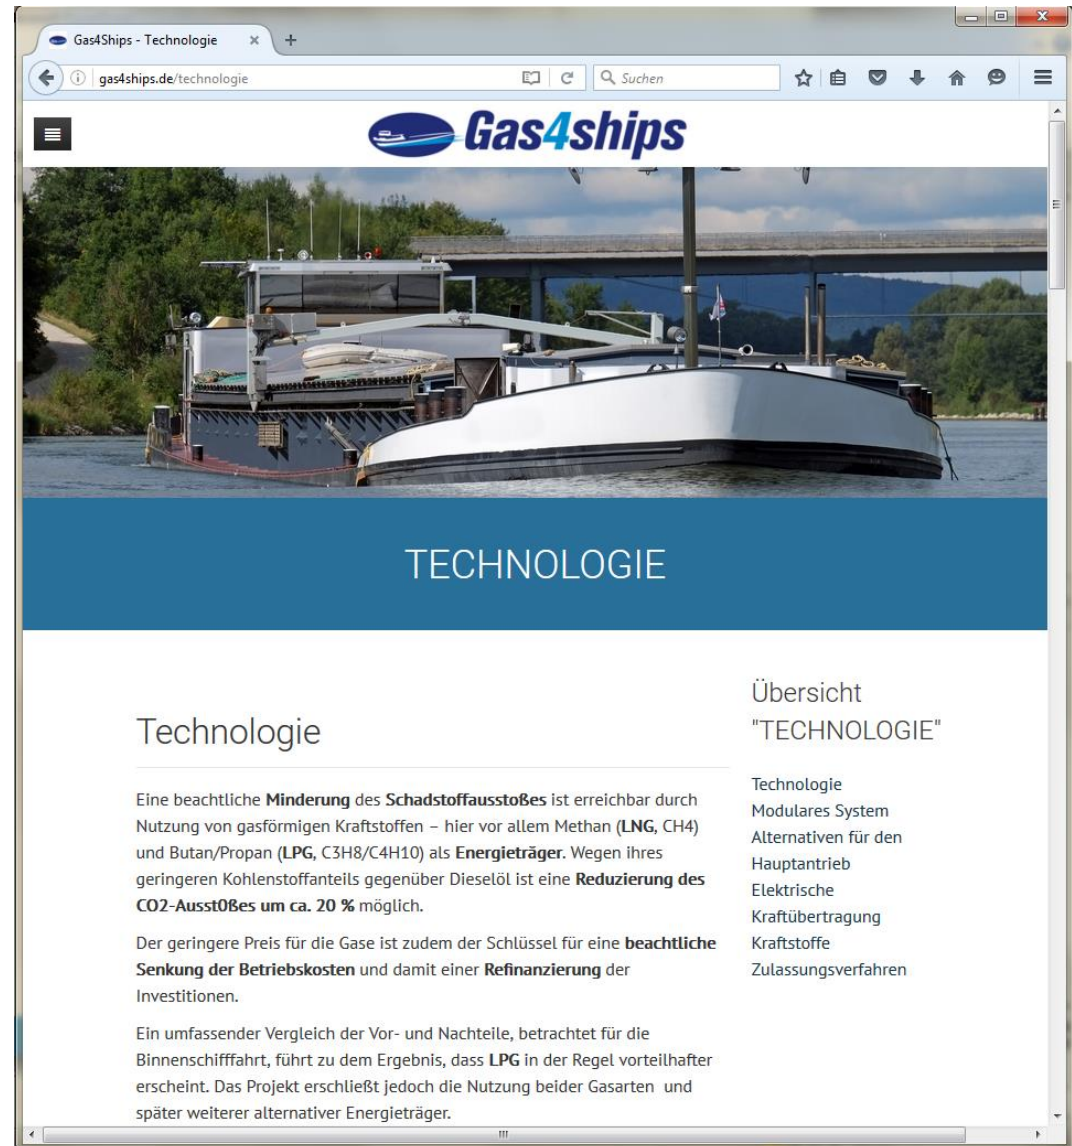 Gas4Ships - Technologie
gas4ships.de/technologie
Suchen
Gas4ships
TECHNOLOGIE
Technologie
Eine beachtliche Minderung des Schadstoffausstoßes ist erreichbar durch
Nutzung von gasförmigen Kraftstoffen – hier vor allem Methan (LNG, CH4)
und Butan/Propan (LPG, C3H8/C4H10) als Energieträger. Wegen ihres
geringeren Kohlenstoffanteils gegenüber Dieselöl ist eine Reduzierung des
CO2-Ausst0ßes um ca. 20 % möglich.
Der geringere Preis für die Gase ist zudem der Schlüssel für eine beachtliche
Senkung der Betriebskosten und damit einer Refinanzierung der
Investitionen.
Ein umfassender Vergleich der Vor- und Nachteile, betrachtet für die
Binnenschifffahrt, führt zu dem Ergebnis, dass LPG in der Regel vorteilhafter
erscheint. Das Projekt erschließt jedoch die Nutzung beider Gasarten und
später weiterer alternativer Energieträger.
Übersicht
"TECHNOLOGIE"
Technologie
Modulares System
Alternativen für den
Hauptantrieb
Elektrische
Kraftübertragung
Kraftstoffe
Zulassungsverfahren